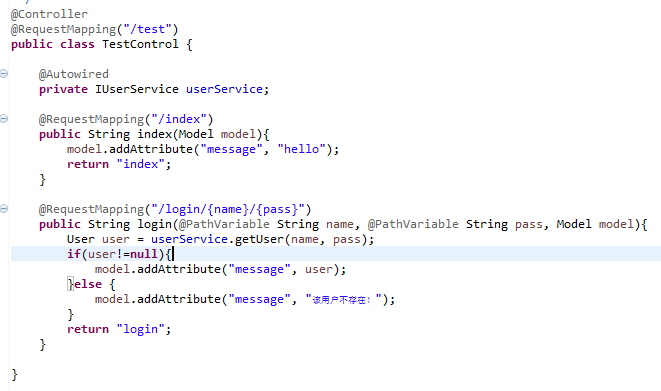 */
@Controller
@RequestMapping("/test")
public class TestControl {
@Autowired
private IUserService userService;
@RequestMapping("/index")
public String index(Model model){
model.addAttribute("message", "hello");
return "index";
}
@RequestMapping("/login/{name}/{pass}")
public String login(@PathVariable String name, @PathVariable String pass, Model model){
User user = userService.getUser(name, pass);
if(user!=null){
model.addAttribute("message", user);
}else {
model.addAttribute("message", "该用户不存在!");
}
return "login";
}
}